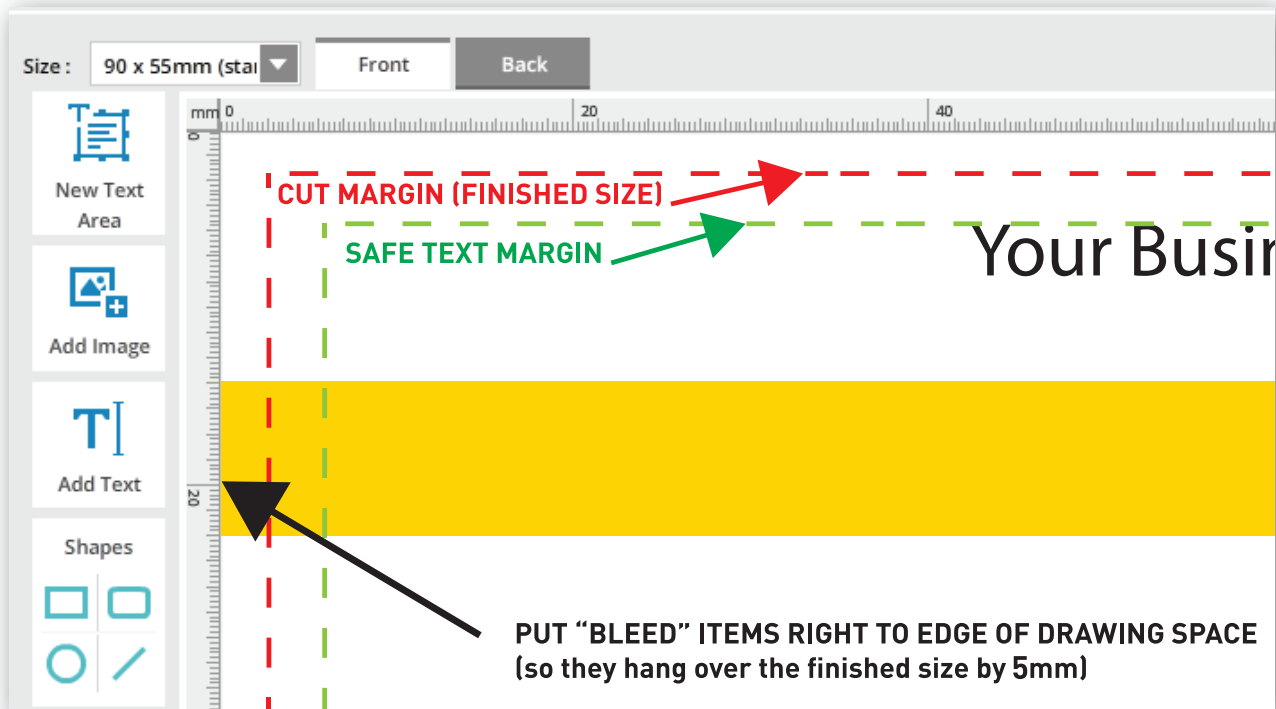 Size :
90 x 55mm (sta
Front
Back
New Text
Area
Add Image
Add Text
Shapes
mm
0
20
40
0
20
CUT MARGIN (FINISHED SIZE)
SAFE TEXT MARGIN
Your Busin
PUT “BLEED” ITEMS RIGHT TO EDGE OF DRAWING SPACE
(so they hang over the finished size by 5mm)